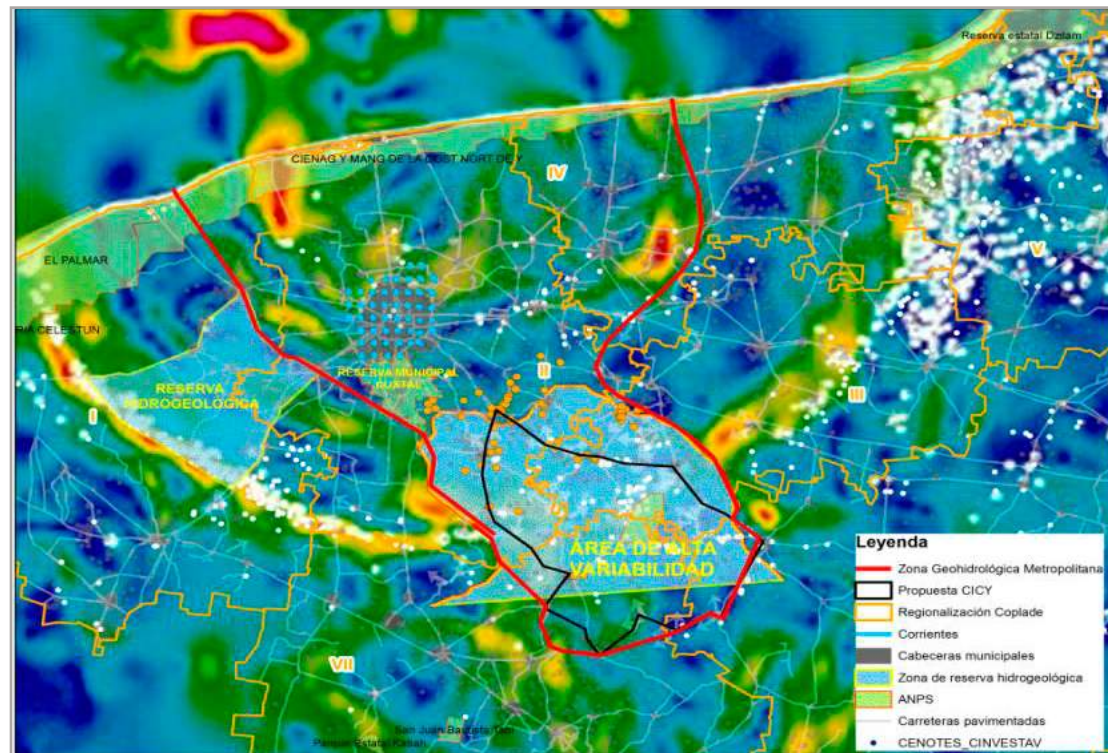 Reserva estatal Dzilam
CIENAG Y MANG DE LA COST NORT DE Y
IV
V
EL PALMAR
RIA CELESTUN
RESERVA MUNICIPAL
II
RESERVA
HIDROGEOLÓGICA
I
III
ÁREA DE ALTA
VARIABILIDAD
VII
San Juan Bautista
Parque Estatal Kabah
Leyenda
Zona Geohidrológica Metropolitana
Propuesta CICY
Regionalización Coplade
Corrientes
Cabeceras municipales
Zona de reserva hidrogeológica
ANPS
Carreteras pavimentadas
CENOTES_CINVESTAV